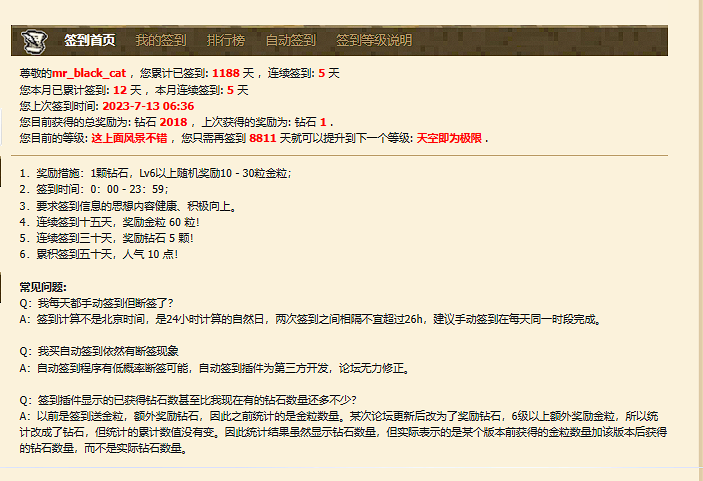 签到首页 我的签到 排行榜 自动签到 签到等级说明
尊敬的mr_black_cat ，您累计已签到: 1188 天 ，连续签到: 5 天
您本月已累计签到: 12 天 ，本月连续签到: 5 天
您上次签到时间: 2023-7-13 06:36
您目前获得的总奖励为: 钻石 2018 ，上次获得的奖励为: 钻石 1 .
您目前的等级: 这上面风景不错 ，您只需再签到 8811 天就可以提升到下一个等级: 天空即为极限 .
1. 奖励措施：1颗钻石，Lv6以上随机奖励10 - 30粒金粒；
2. 签到时间：0：00 - 23：59；
3. 要求签到信息的思想内容健康、积极向上。
4. 连续签到十五天，奖励金粒 60 粒！
5. 连续签到三十天，奖励钻石 5 颗！
6. 累积签到五十天，人气 10 点！
常见问题:
Q：我每天都手动签到但断签了？
A：签到计算不是北京时间，是24小时计算的自然日，两次签到之间相隔不宜超过26h，建议手动签到在每天同一时段完成。
Q：我买自动签到依然有断签现象
A：自动签到程序有低概率断签可能，自动签到插件为第三方开发，论坛无力修正。
Q：签到插件显示的已获得钻石数甚至比我现在有的钻石数量还多不少？
A：以前是签到送金粒，额外奖励钻石，因此之前统计的是金粒数量。某次论坛更新后改为了奖励钻石，6级以上额外奖励金粒，所以统
计改成了钻石，但统计的累计数值没有变。因此统计结果虽然显示钻石数量，但实际表示的是某个版本前获得的金粒数量加该版本后获得
的钻石数量，而不是实际钻石数量。